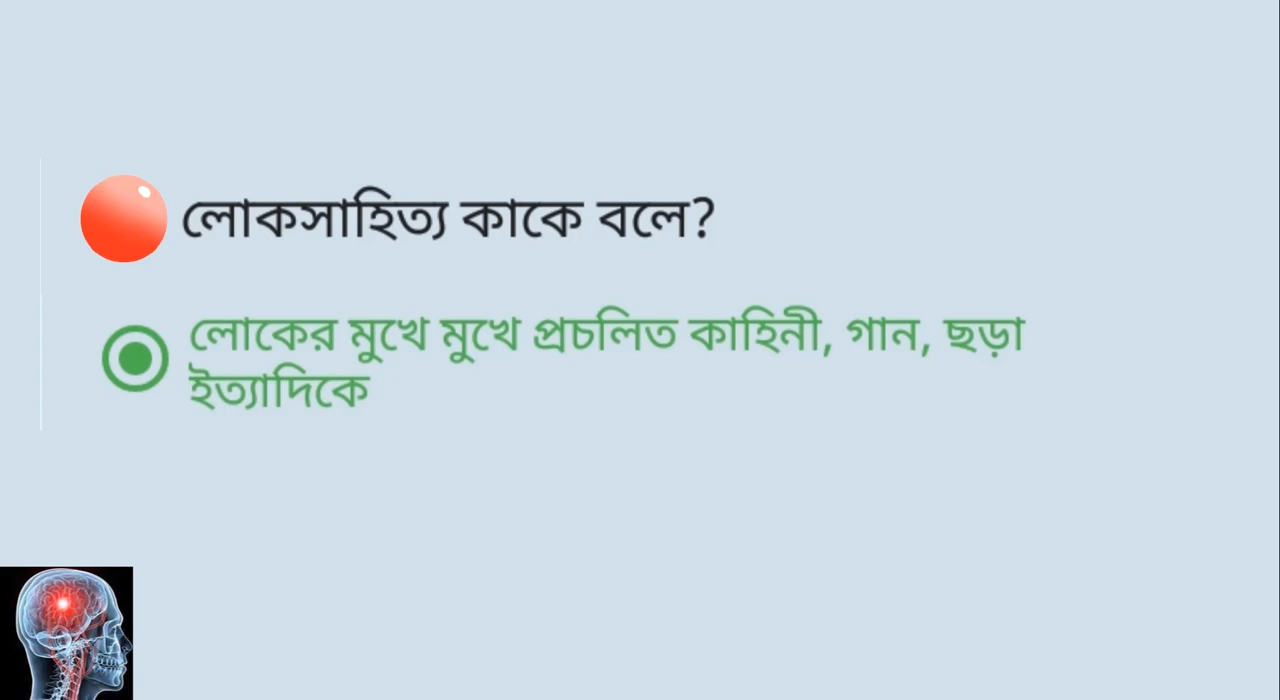 লোকসাহিত্য কাকে বলে?
লোকের মুখে মুখে প্রচলিত কাহিনী, গান, ছড়া
ইত্যাদিকে